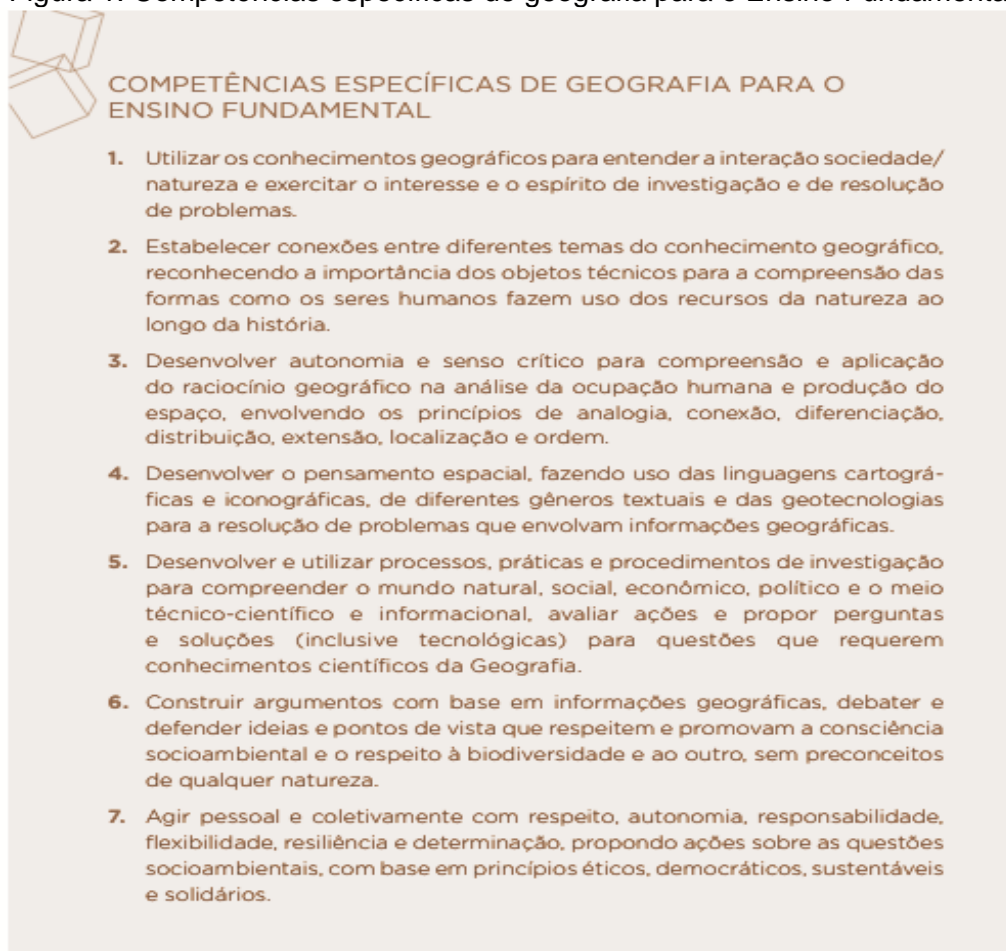 Figura 1: Competências específicas de geografia para o Ensino Fundamenta
COMPETÊNCIAS ESPECÍFICAS DE GEOGRAFIA PARA O
ENSINO FUNDAMENTAL
1. Utilizar os conhecimentos geográficos para entender a interação sociedade/
natureza e exercitar o interesse e o espírito de investigação e de resolução
de problemas.
2. Estabelecer conexões entre diferentes temas do conhecimento geográfico,
reconhecendo a importância dos objetos técnicos para a compreensão das
formas como os seres humanos fazem uso dos recursos da natureza ao
longo da história.
3. Desenvolver autonomia e senso crítico para compreensão e aplicação
do raciocínio geográfico na análise da ocupação humana e produção do
espaço, envolvendo os princípios de analogia, conexão, diferenciação,
distribuição, extensão, localização e ordem.
4. Desenvolver o pensamento espacial, fazendo uso das linguagens cartográ-
ficas e iconográficas, de diferentes gêneros textuais e das geotecnologias
para a resolução de problemas que envolvam informações geográficas.
5. Desenvolver e utilizar processos, práticas e procedimentos de investigação
para compreender o mundo natural, social, econômico, político e o meio
técnico-científico e informacional, avaliar ações e propor perguntas
e soluções (inclusive tecnológicas) para questões que requerem
conhecimentos científicos da Geografia.
6. Construir argumentos com base em informações geográficas, debater e
defender ideias e pontos de vista que respeitem e promovam a consciência
socioambiental e o respeito à biodiversidade e ao outro, sem preconceitos
de qualquer natureza.
7. Agir pessoal e coletivamente com respeito, autonomia, responsabilidade,
flexibilidade, resiliência e determinação, propondo ações sobre as questões
socioambientais, com base em princípios éticos, democráticos, sustentáveis
e solidários.